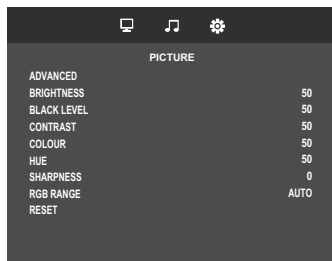 PICTURE
ADVANCED
BRIGHTNESS 50
BLACK LEVEL 50
CONTRAST 50
COLOUR 50
HUE 50
SHARPNESS 0
RGB RANGE AUTO
RESET